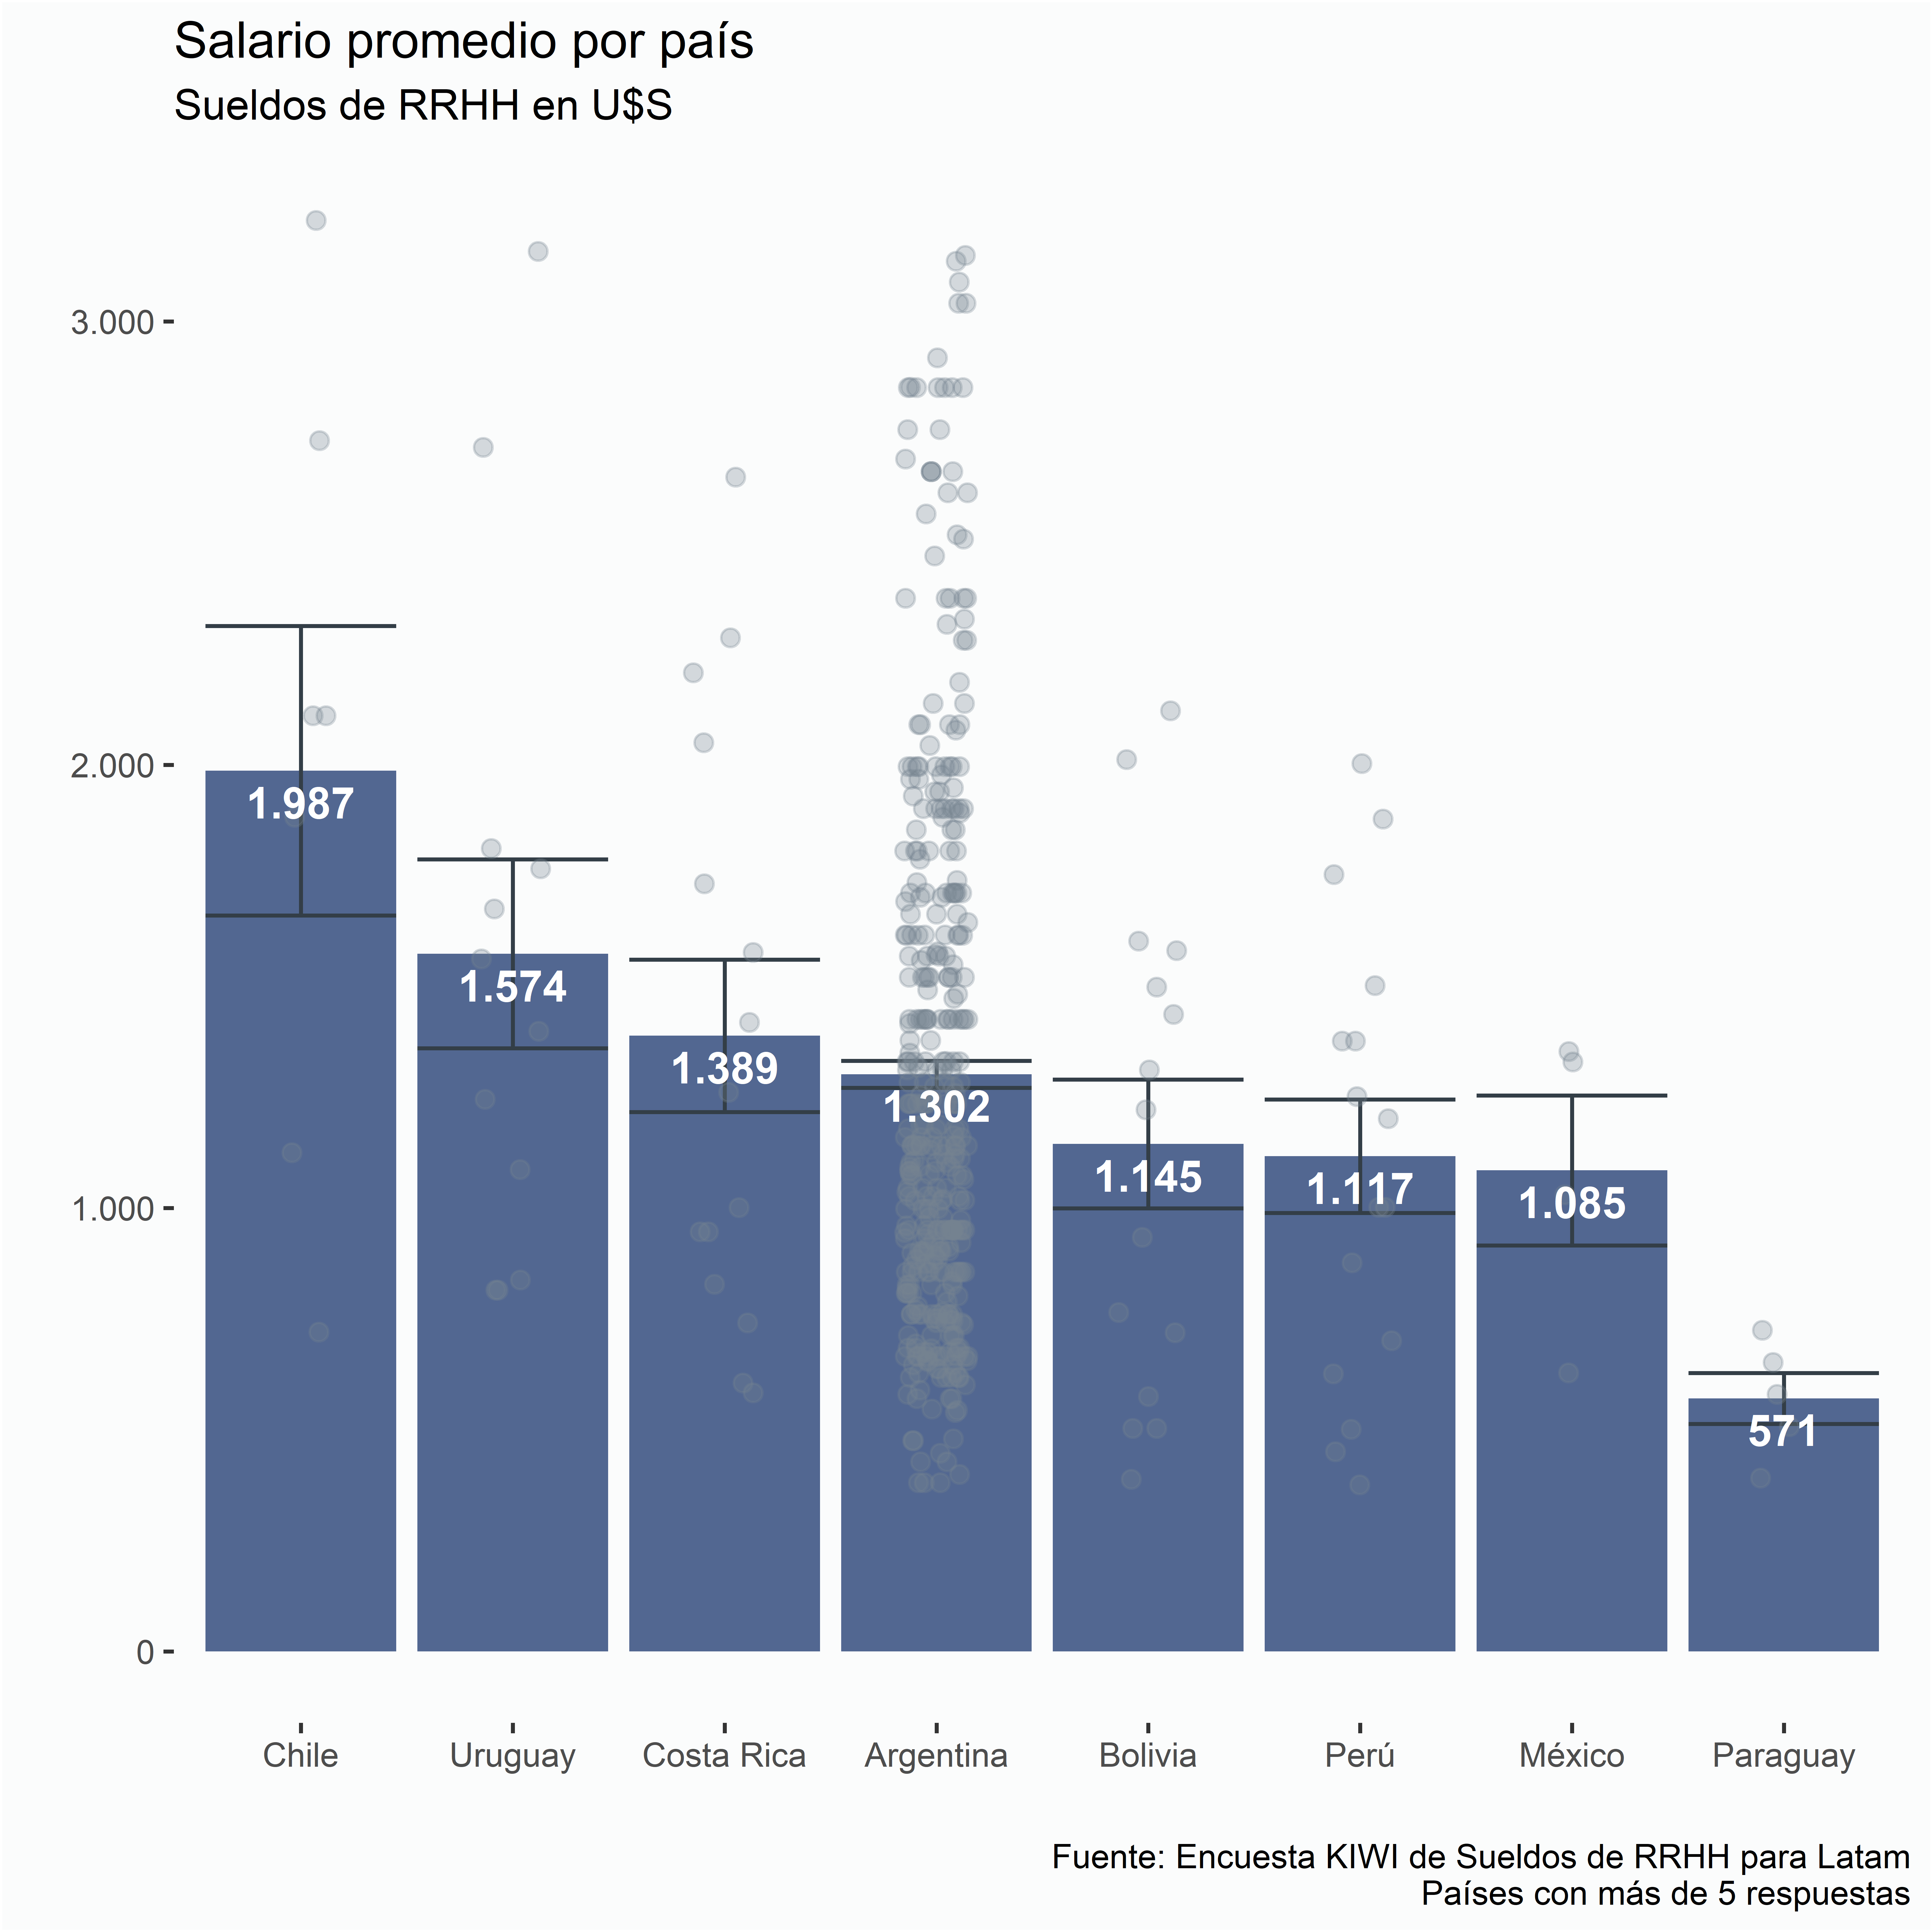 Salario promedio por país
Sueldos de RRHH en U$S
3.000
2.000
1.000
0
1.987
1.574
1.389
1.302
1.145
1.117
1.085
571
Chile
Uruguay
Costa Rica
Argentina
Bolivia
Perú
México
Paraguay
Fuente: Encuesta KIWI de Sueldos de RRHH para Latam
Países con más de 5 respuestas